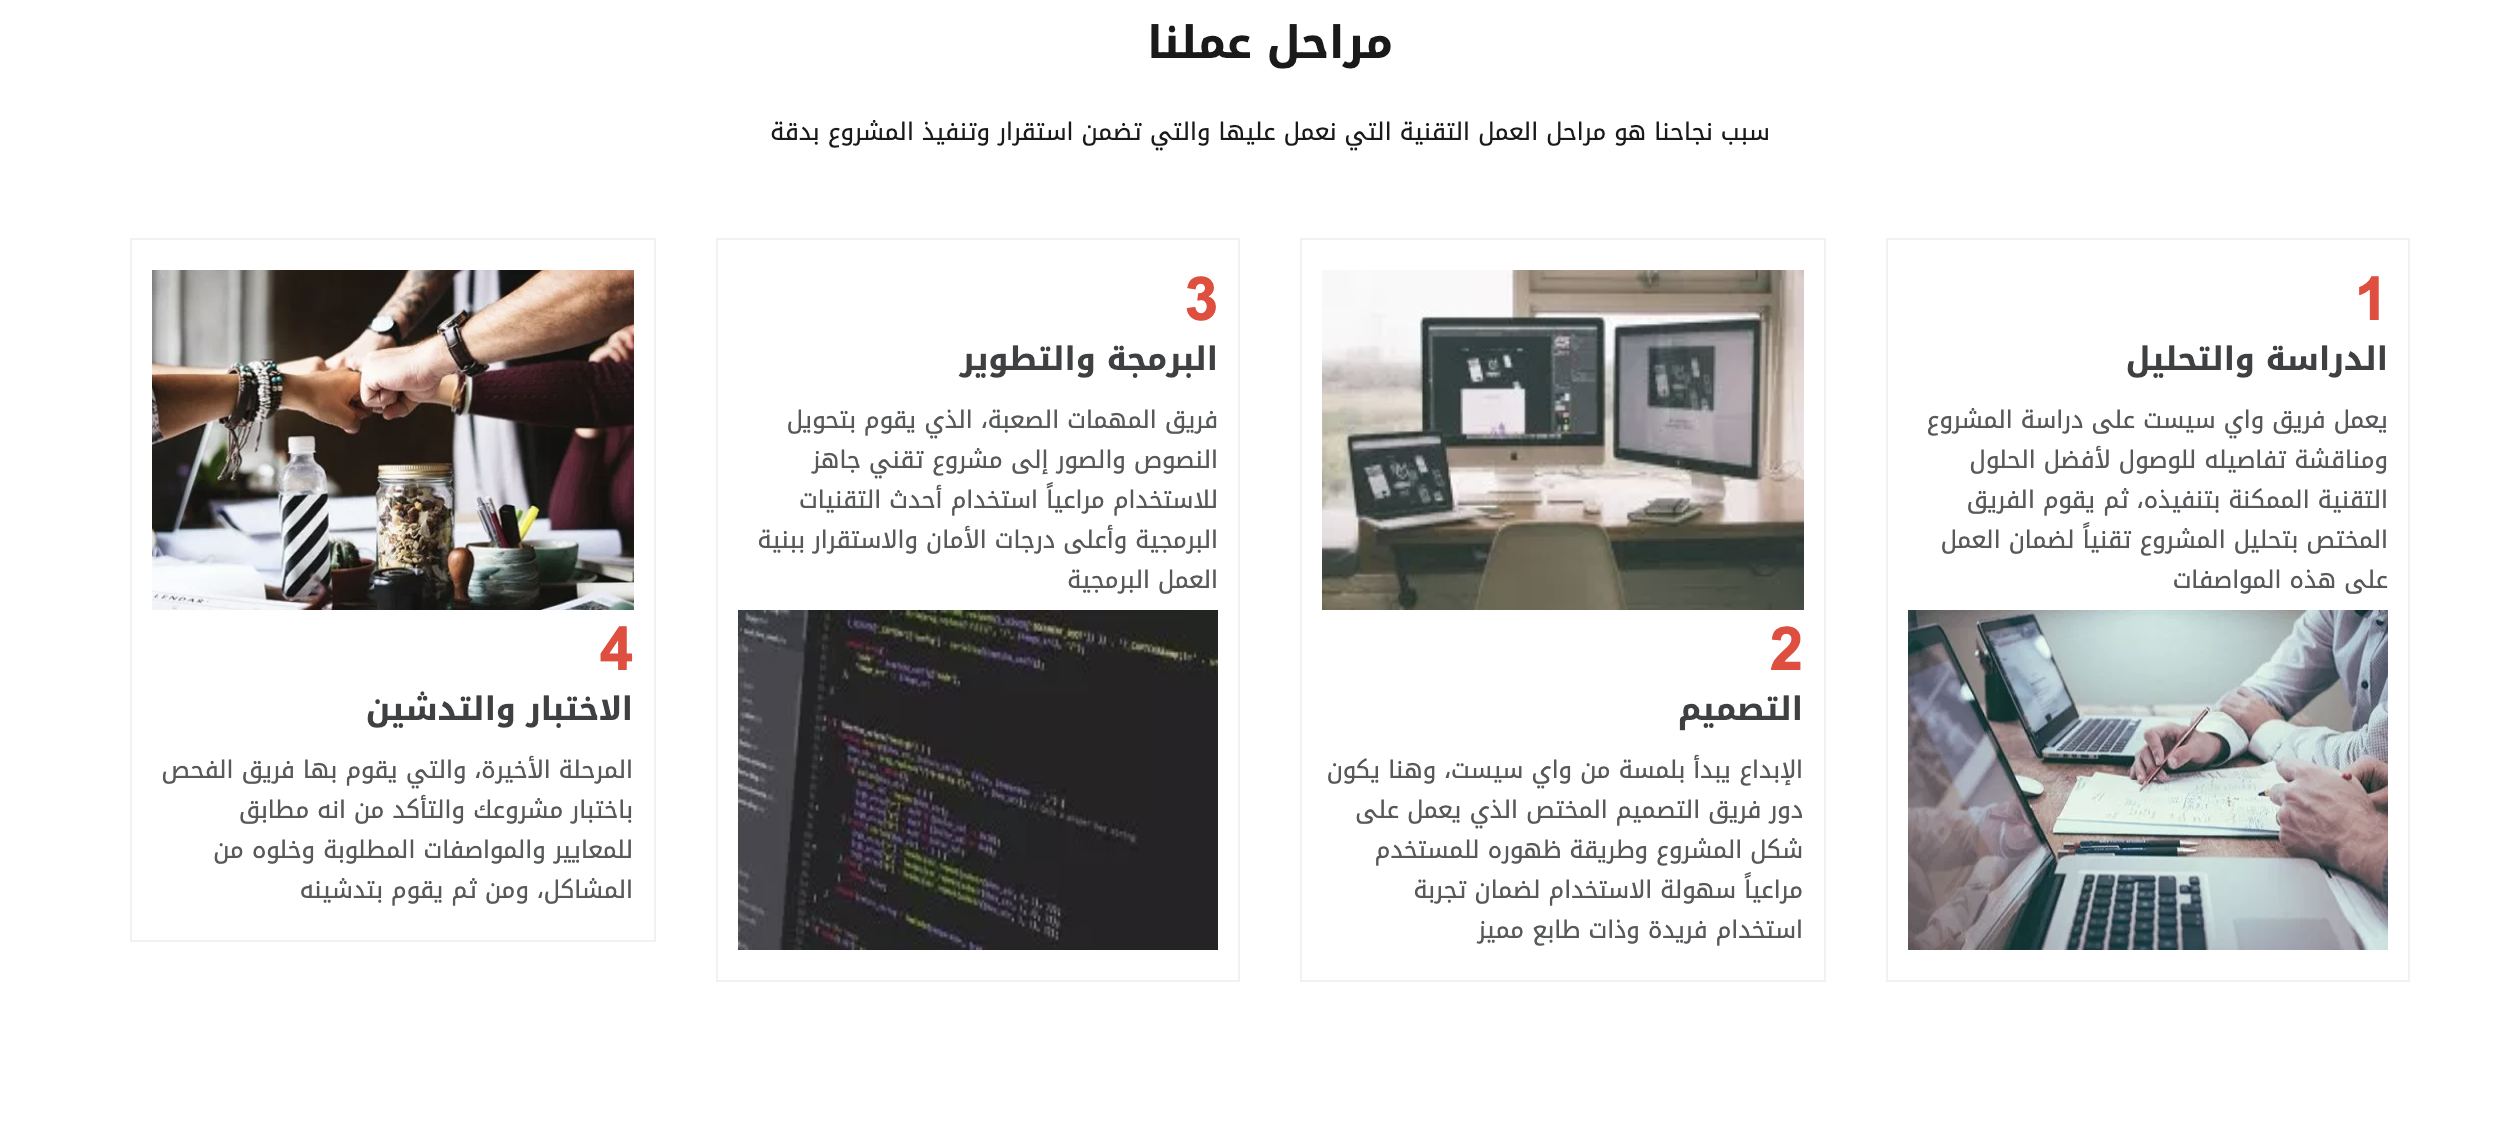 مراحل عملنا
سبب نجاحنا هو مراحل العمل التقنية التي نعمل عليها والتي تضمن استقرار وتنفيذ المشروع بدقة
1
الدراسة والتحليل
يعمل فريق واي سيست على دراسة المشروع
ومناقشة تفاصيله للوصول لأفضل الحلول
التقنية الممكنة بتنفيذه، ثم يقوم الفريق
المختص بتحليل المشروع تقنياً لضمان العمل
على هذه المواصفات
2
التصميم
الإبداع يبدأ بلمسة من واي سيست، وهنا يكون
دور فريق التصميم المختص الذي يعمل على
شكل المشروع وطريقة ظهوره للمستخدم
مراعياً سهولة الاستخدام لضمان تجربة
استخدام فريدة وذات طابع مميز
3
البرمجة والتطوير
فريق المهمات الصعبة، الذي يقوم بتحويل
النصوص والصور إلى مشروع تقني جاهز
للاستخدام مراعياً استخدام أحدث التقنيات
البرمجية وأعلى درجات الأمان والاستقرار ببنية
العمل البرمجية
4
الاختبار والتدشين
المرحلة الأخيرة، والتي يقوم بها فريق الفحص
باختبار مشروعك والتأكد من انه مطابق
للمعايير والمواصفات المطلوبة وخلوه من
المشاكل، ومن ثم يقوم بتدشينه